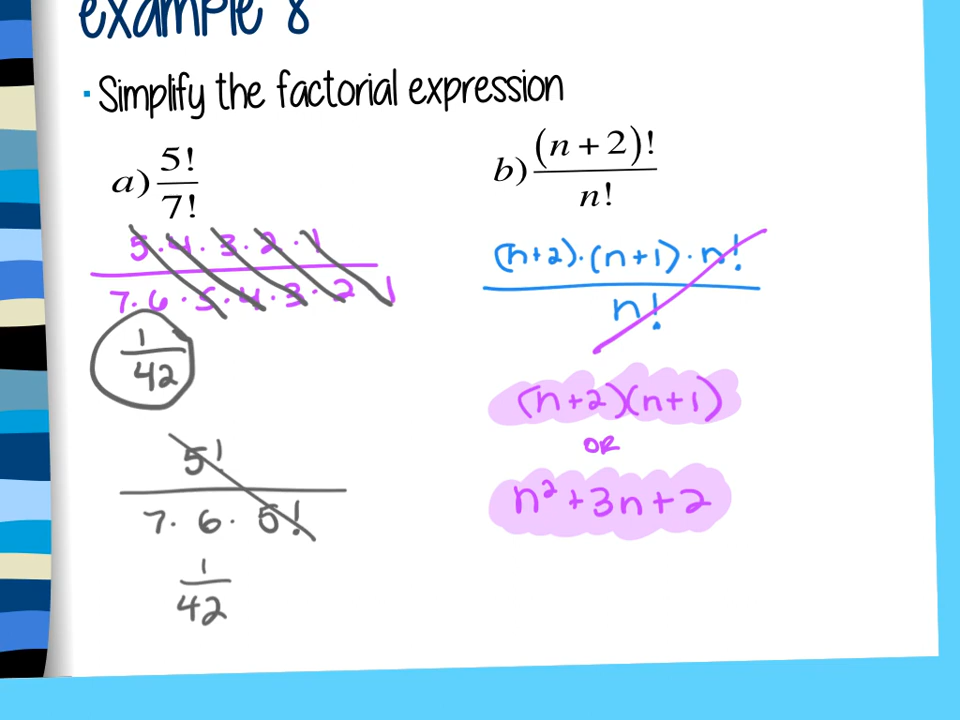 example 8
· Simplify the factorial expression
a) 5!/7!
5·4·3·2·1
7·6·5·4·3·2 1
1/42
5!
7·6·5!
1/42
b) (n+2)!/n!
(n+2)·(n+1)·n!
n!
(n+2)(n+1)
OR
n²+3n+2